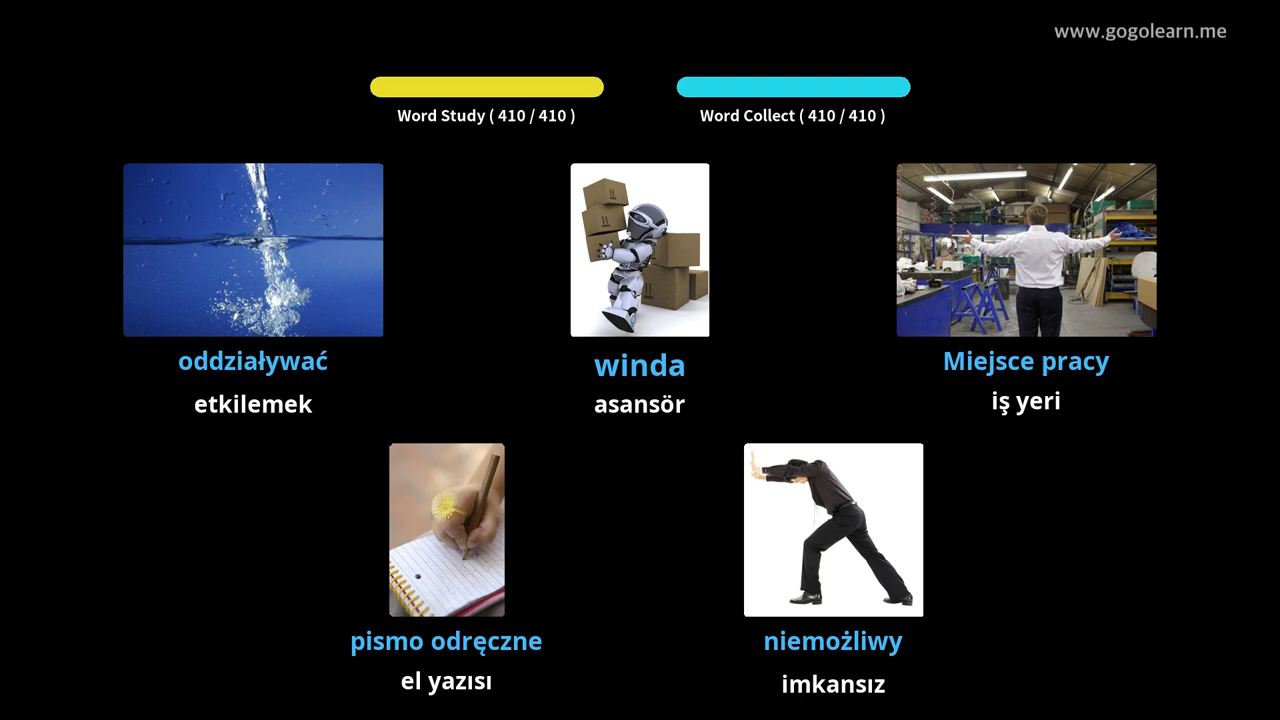 www.gogolearn.me
Word Study ( 410 / 410 )
Word Collect ( 410 / 410 )
oddziaływać
etkilemek
winda
asansör
Miejsce pracy
iş yeri
pismo odręczne
el yazısı
niemożliwy
imkansız